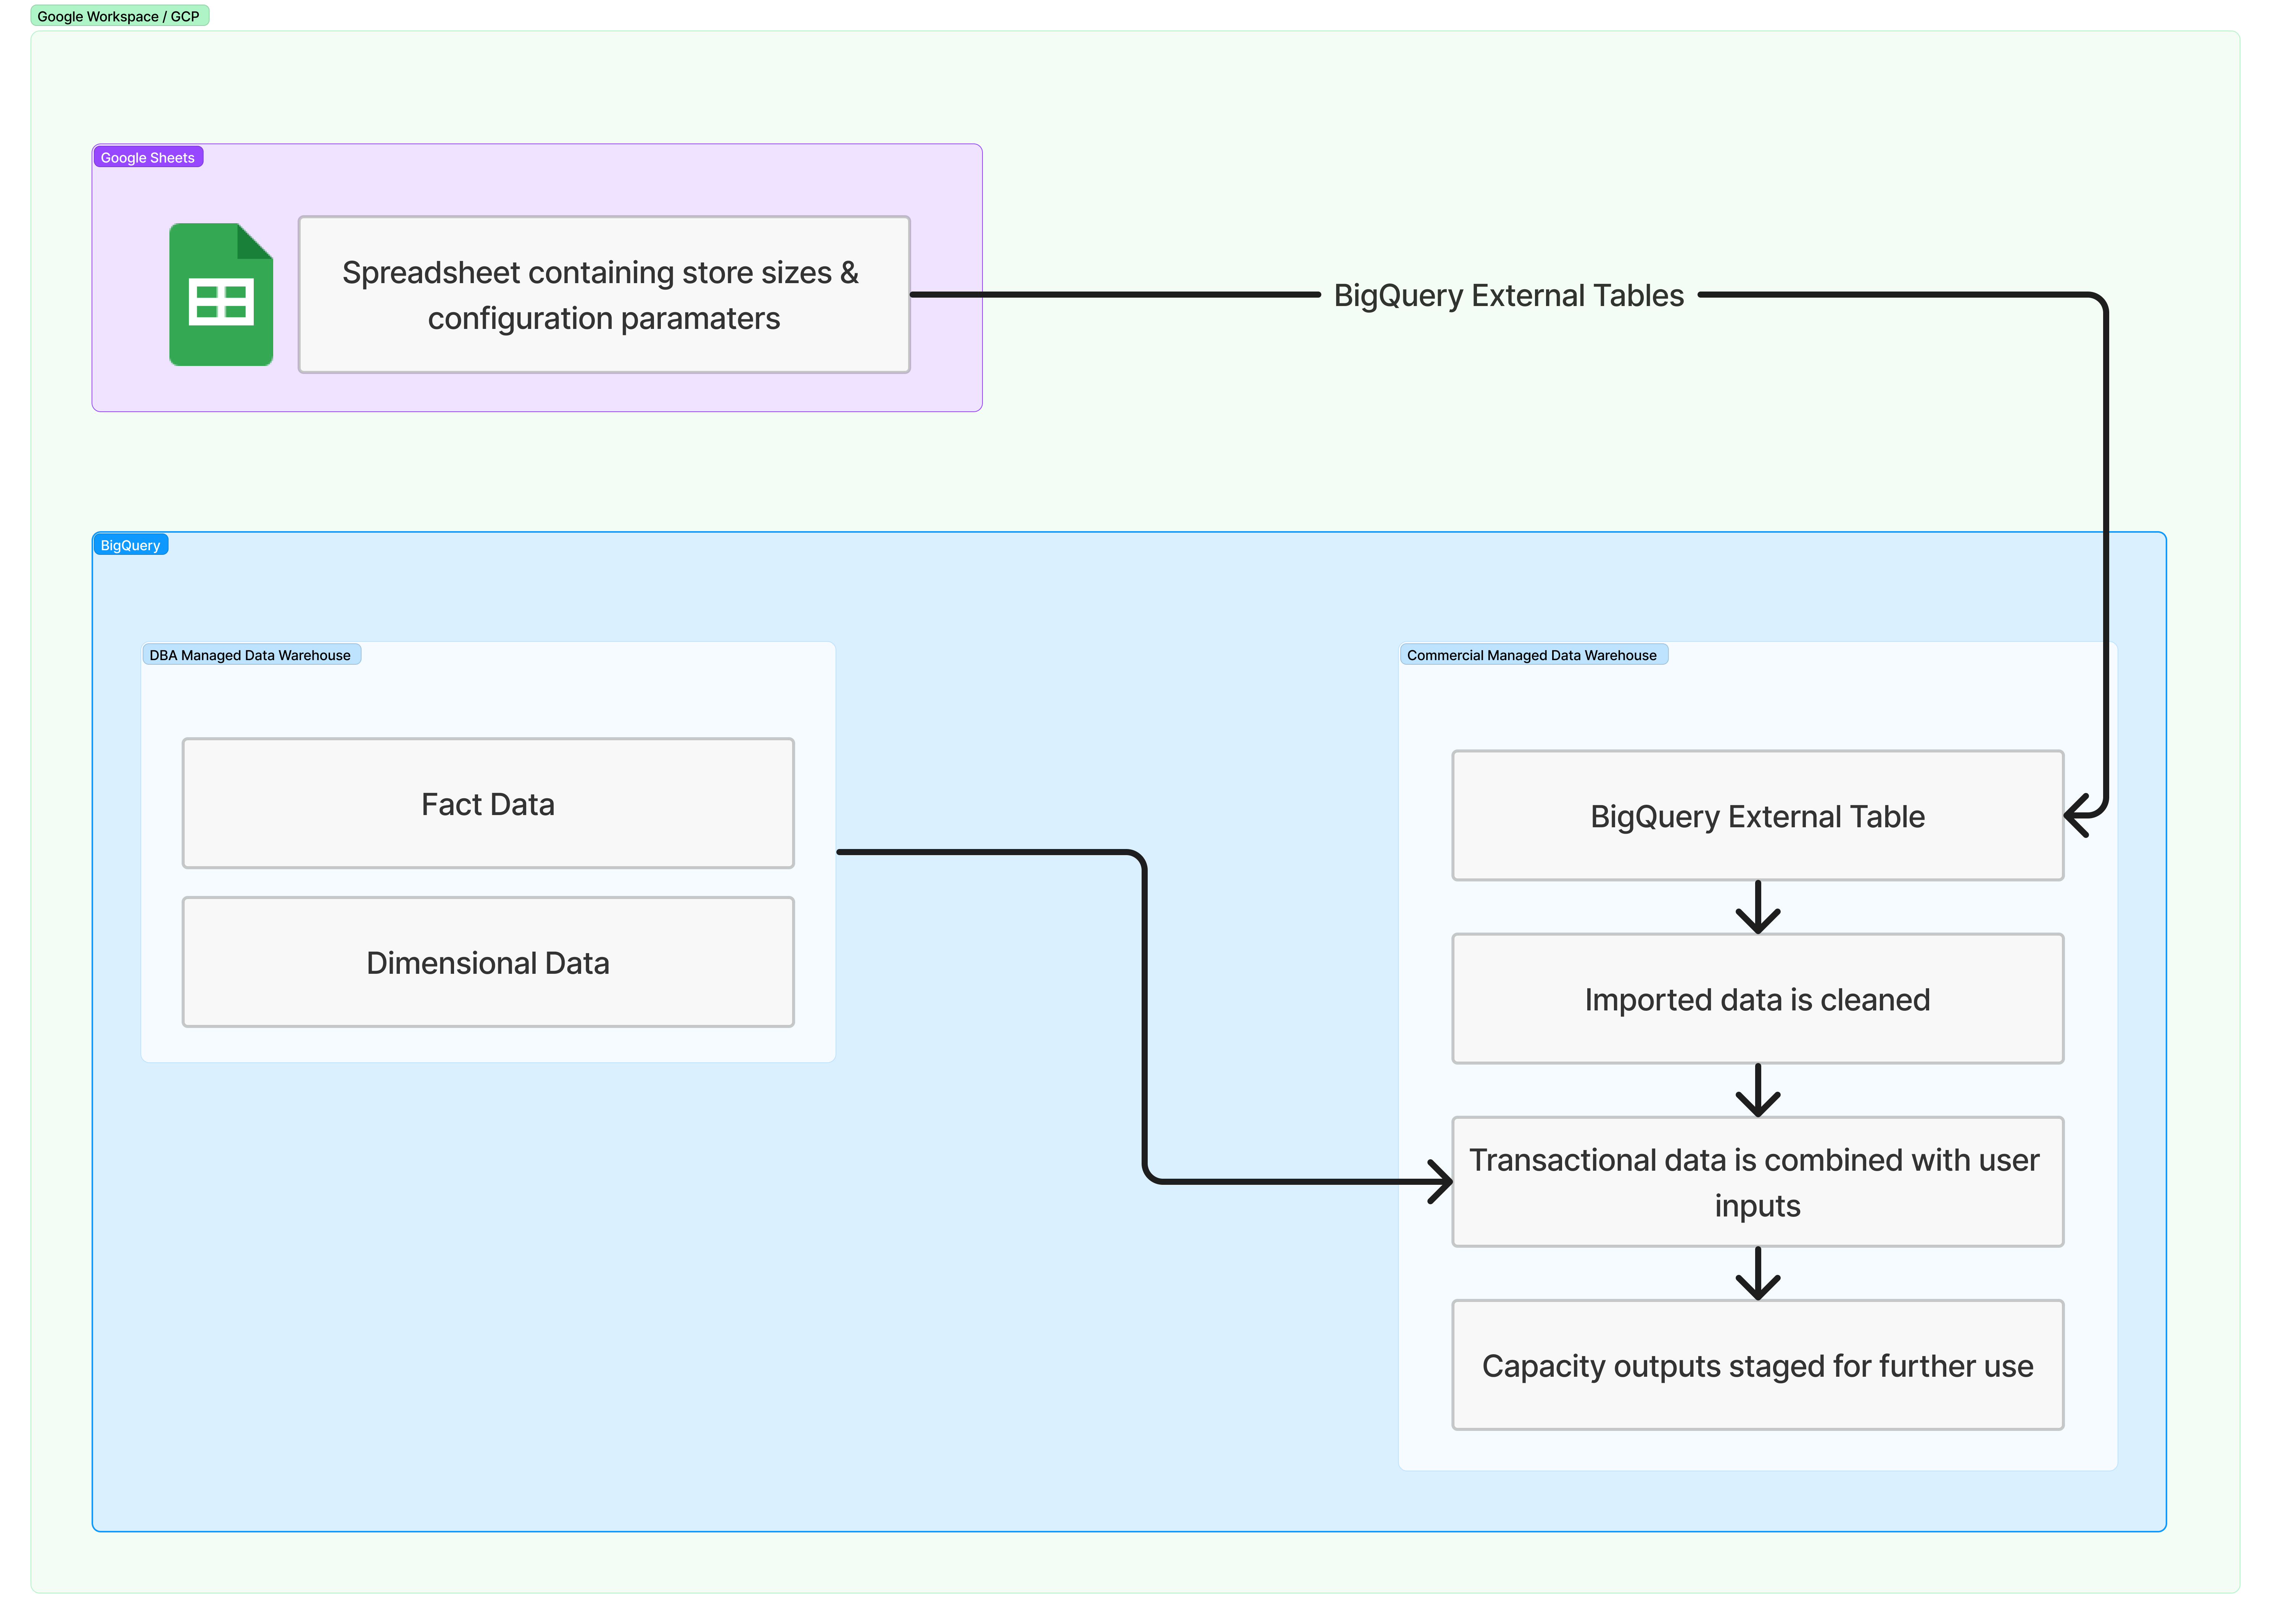 Google Workspace / GCP
Google Sheets
Spreadsheet containing store sizes &
configuration paramaters
BigQuery External Tables
BigQuery
DBA Managed Data Warehouse
Fact Data
Dimensional Data
Commercial Managed Data Warehouse
BigQuery External Table
Imported data is cleaned
Transactional data is combined with user
inputs
Capacity outputs staged for further use